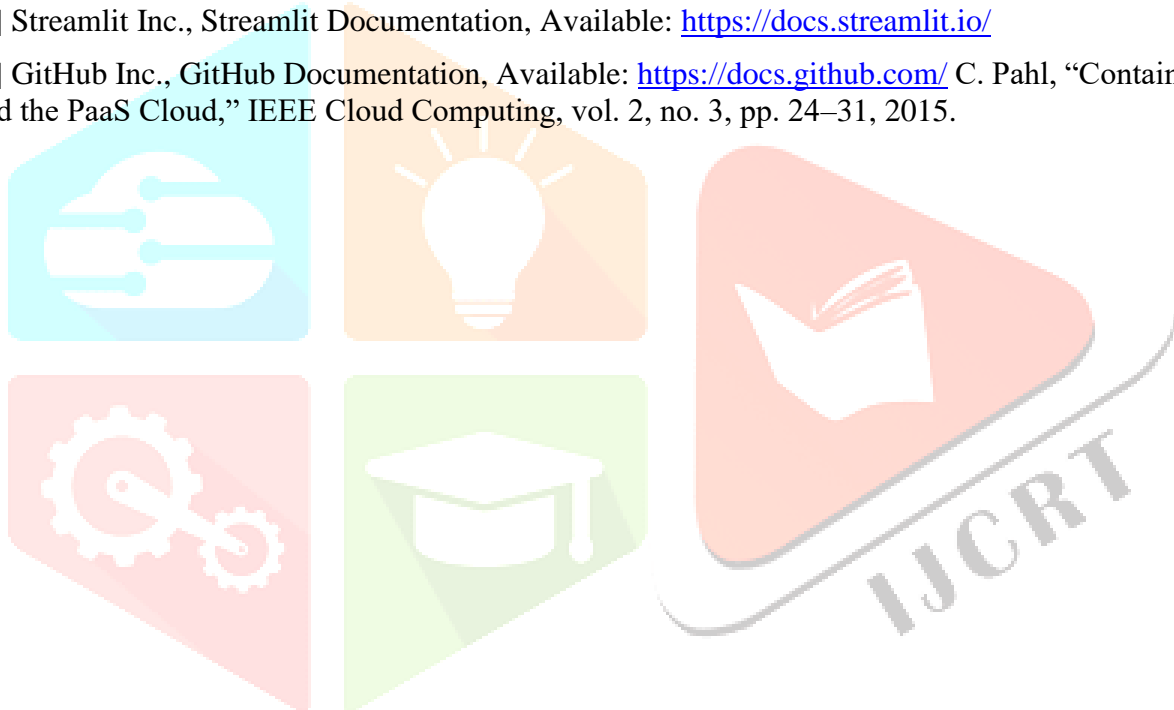 ] Streamlit Inc., Streamlit Documentation, Available: https://docs.streamlit.io/
] GitHub Inc., GitHub Documentation, Available: https://docs.github.com/ C. Pahl, “Contain
d the PaaS Cloud,” IEEE Cloud Computing, vol. 2, no. 3, pp. 24–31, 2015.
IJCRT